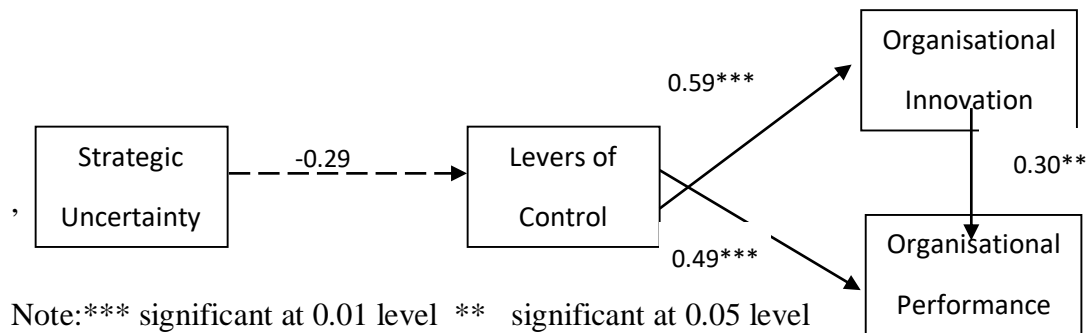 Organisational
Innovation
0.59***
Strategic
Uncertainty
-0.29
Levers of
Control
0.30**
,
0.49***
Organisational
Performance
Note:*** significant at 0.01 level ** significant at 0.05 level